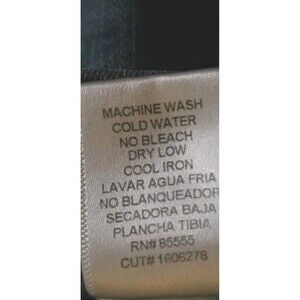 MACHINE WASH
COLD WATER
NO BLEACH
DRY LOW
COOL IRON
LAVAR AGUA FRIA
NO BLANQUEADOR
SECADORA BAJA
PLANCHA TIBIA
RN# 85555
CUT# 1606278